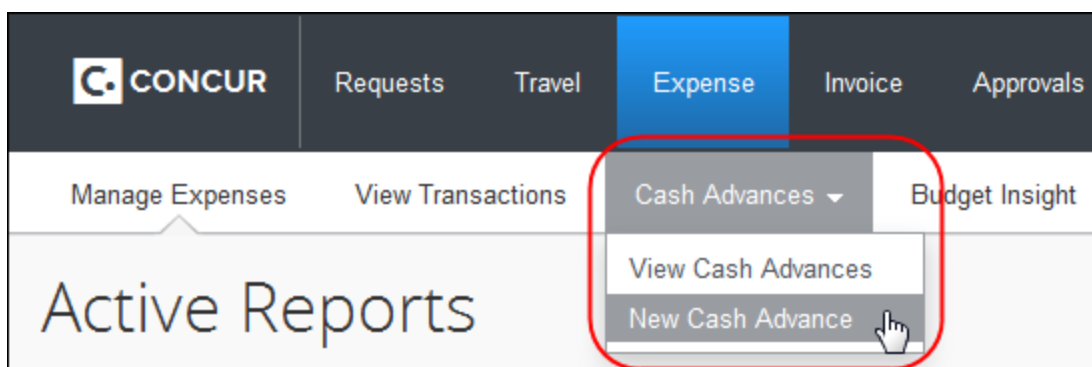 C. CONCUR Requests Travel Expense Invoice Approvals
Manage Expenses View Transactions Cash Advances Budget Insight
View Cash Advances
Active Reports
New Cash Advance